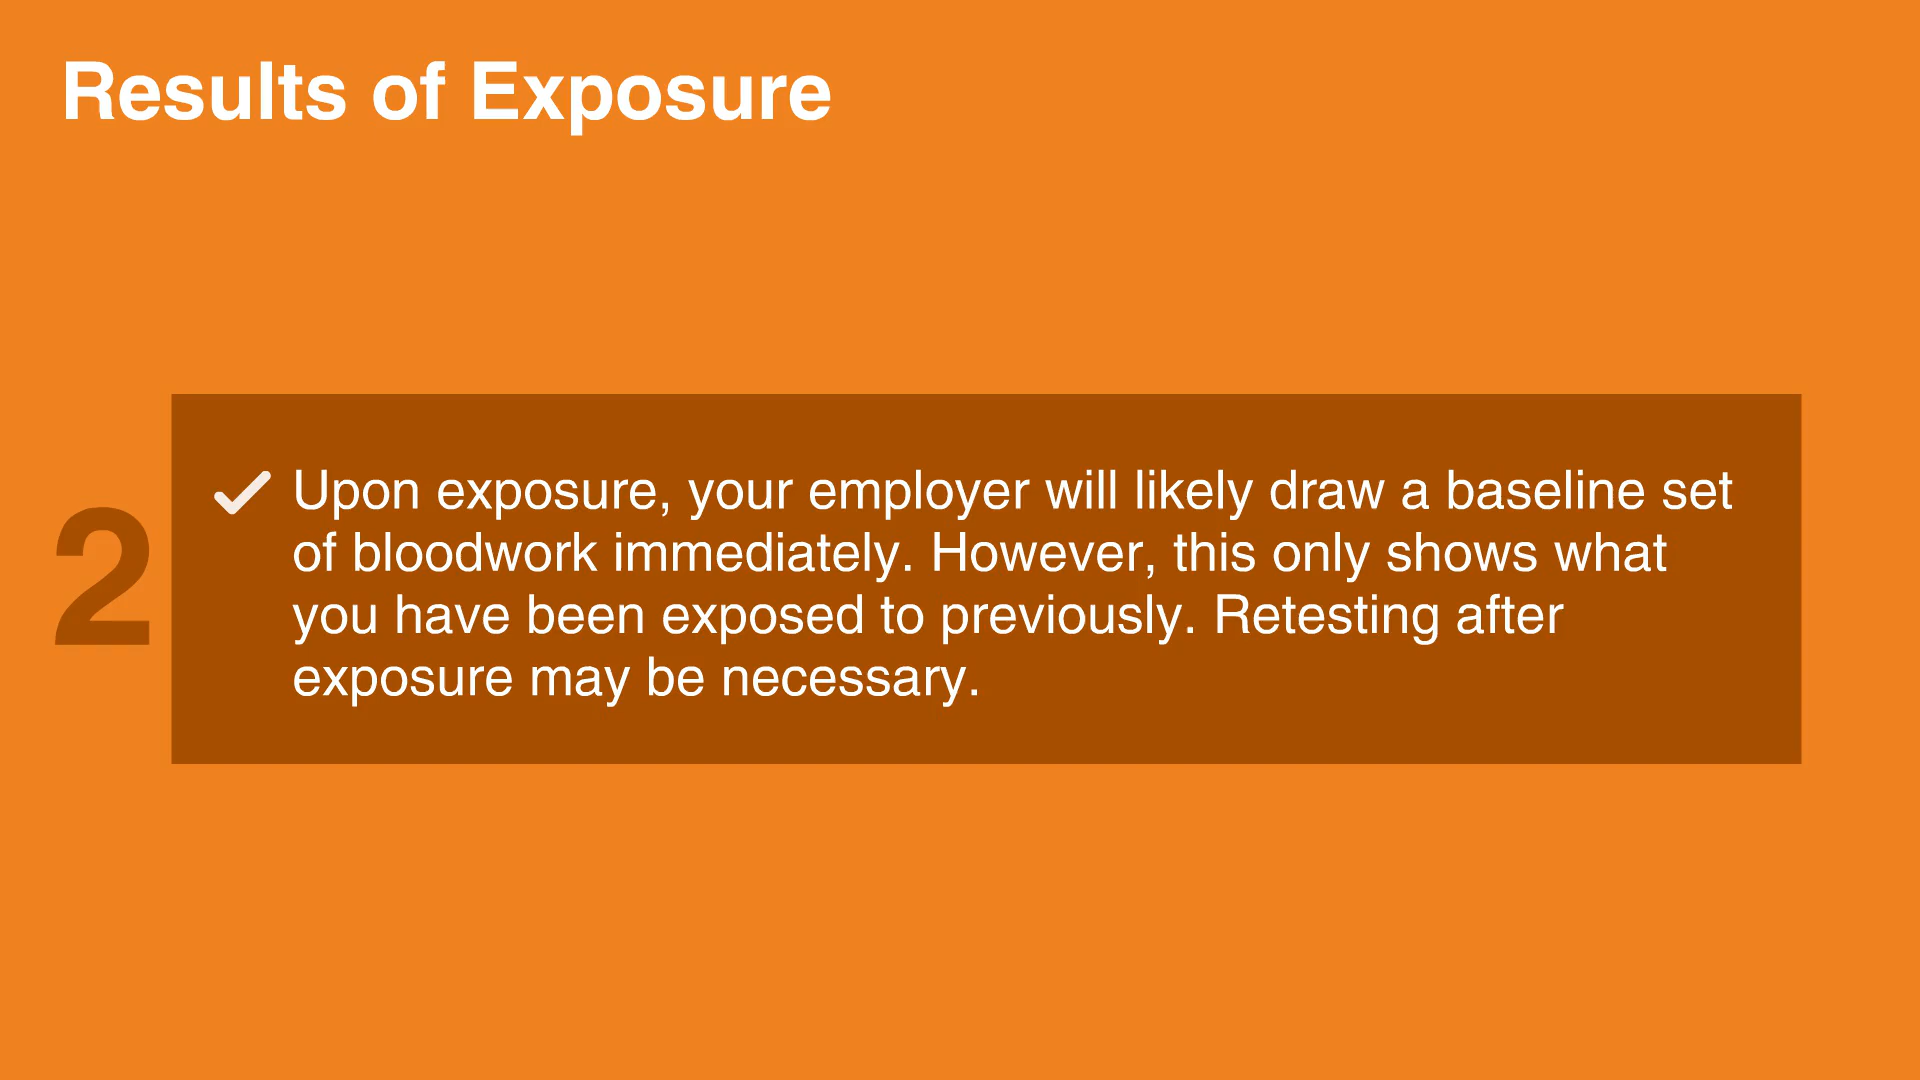 Results of Exposure
2
Upon exposure, your employer will likely draw a baseline set
of bloodwork immediately. However, this only shows what
you have been exposed to previously. Retesting after
exposure may be necessary.